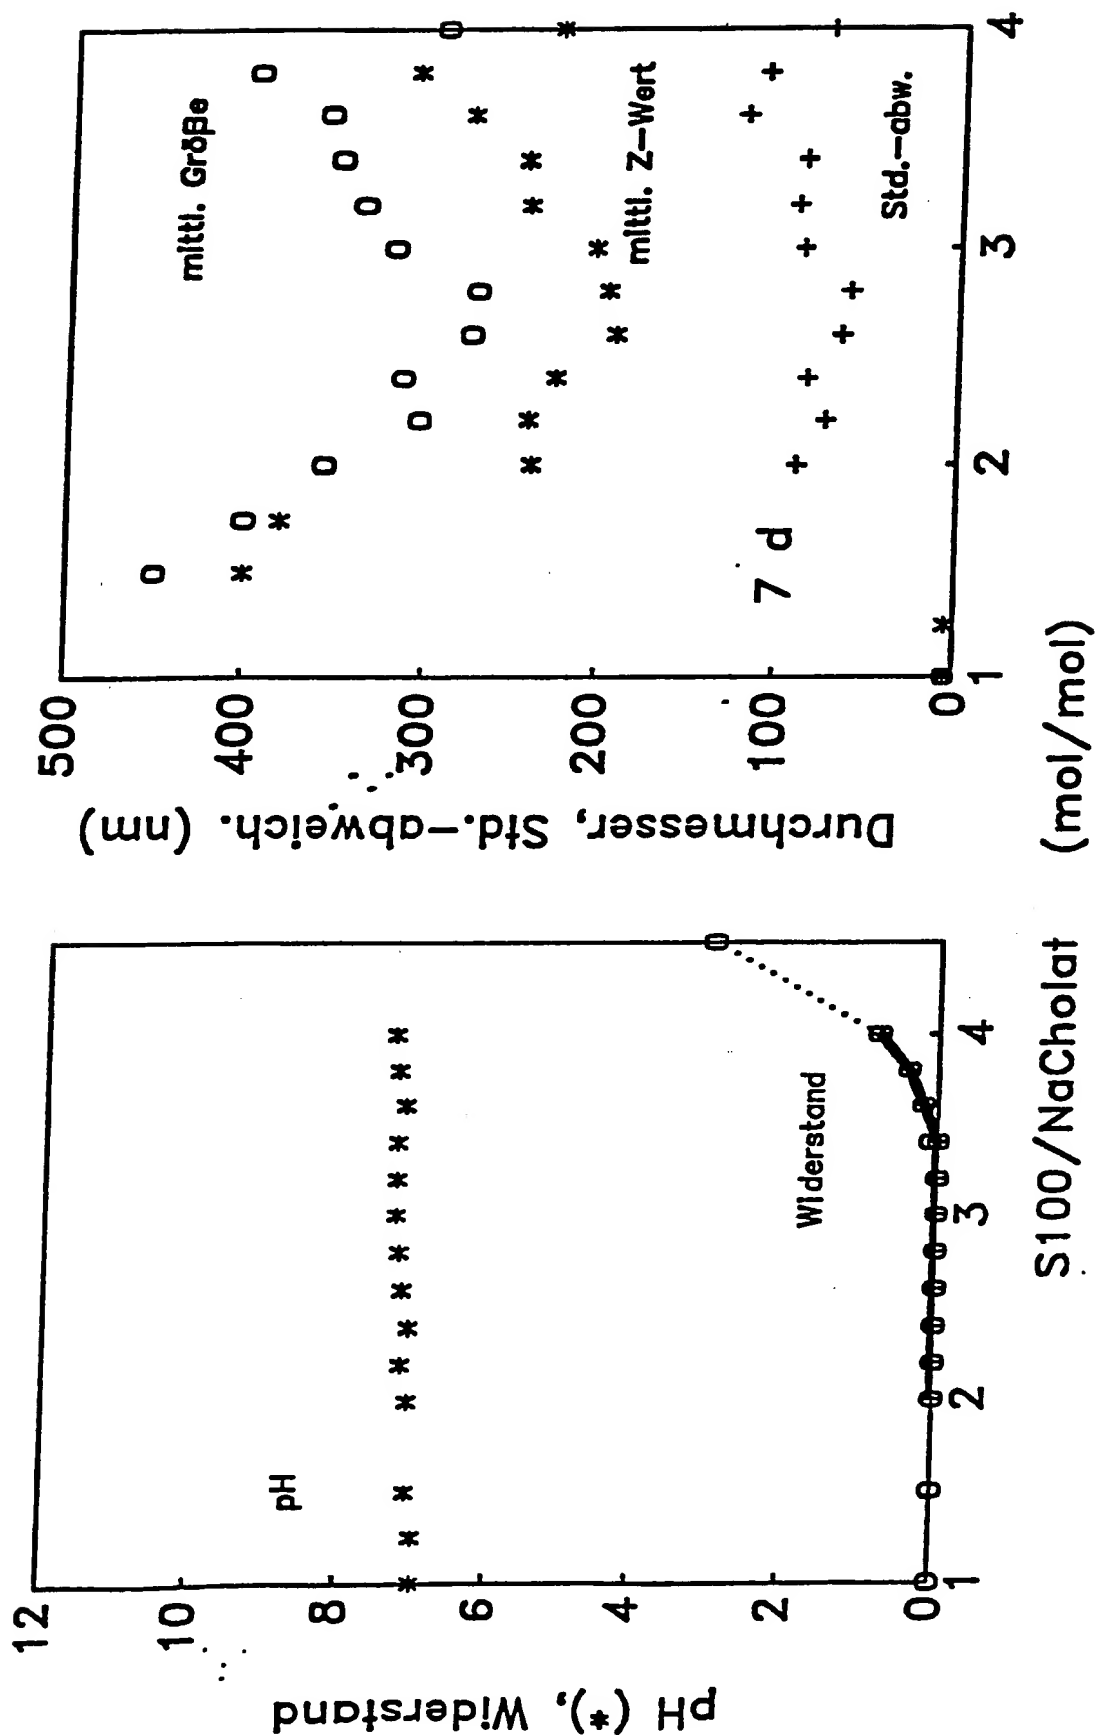 pH (*), Widerstand
12
10
8
6
4
2
0
pH
Widerstand
1
2
3
4
Durchmesser, Std.-abweich. (nm)
500
400
300
200
100
0
mittl. Größe
mittl. Z-Wert
Std.-abw.
7 d
1
2
3
4
S100/NaCholat (mol/mol)